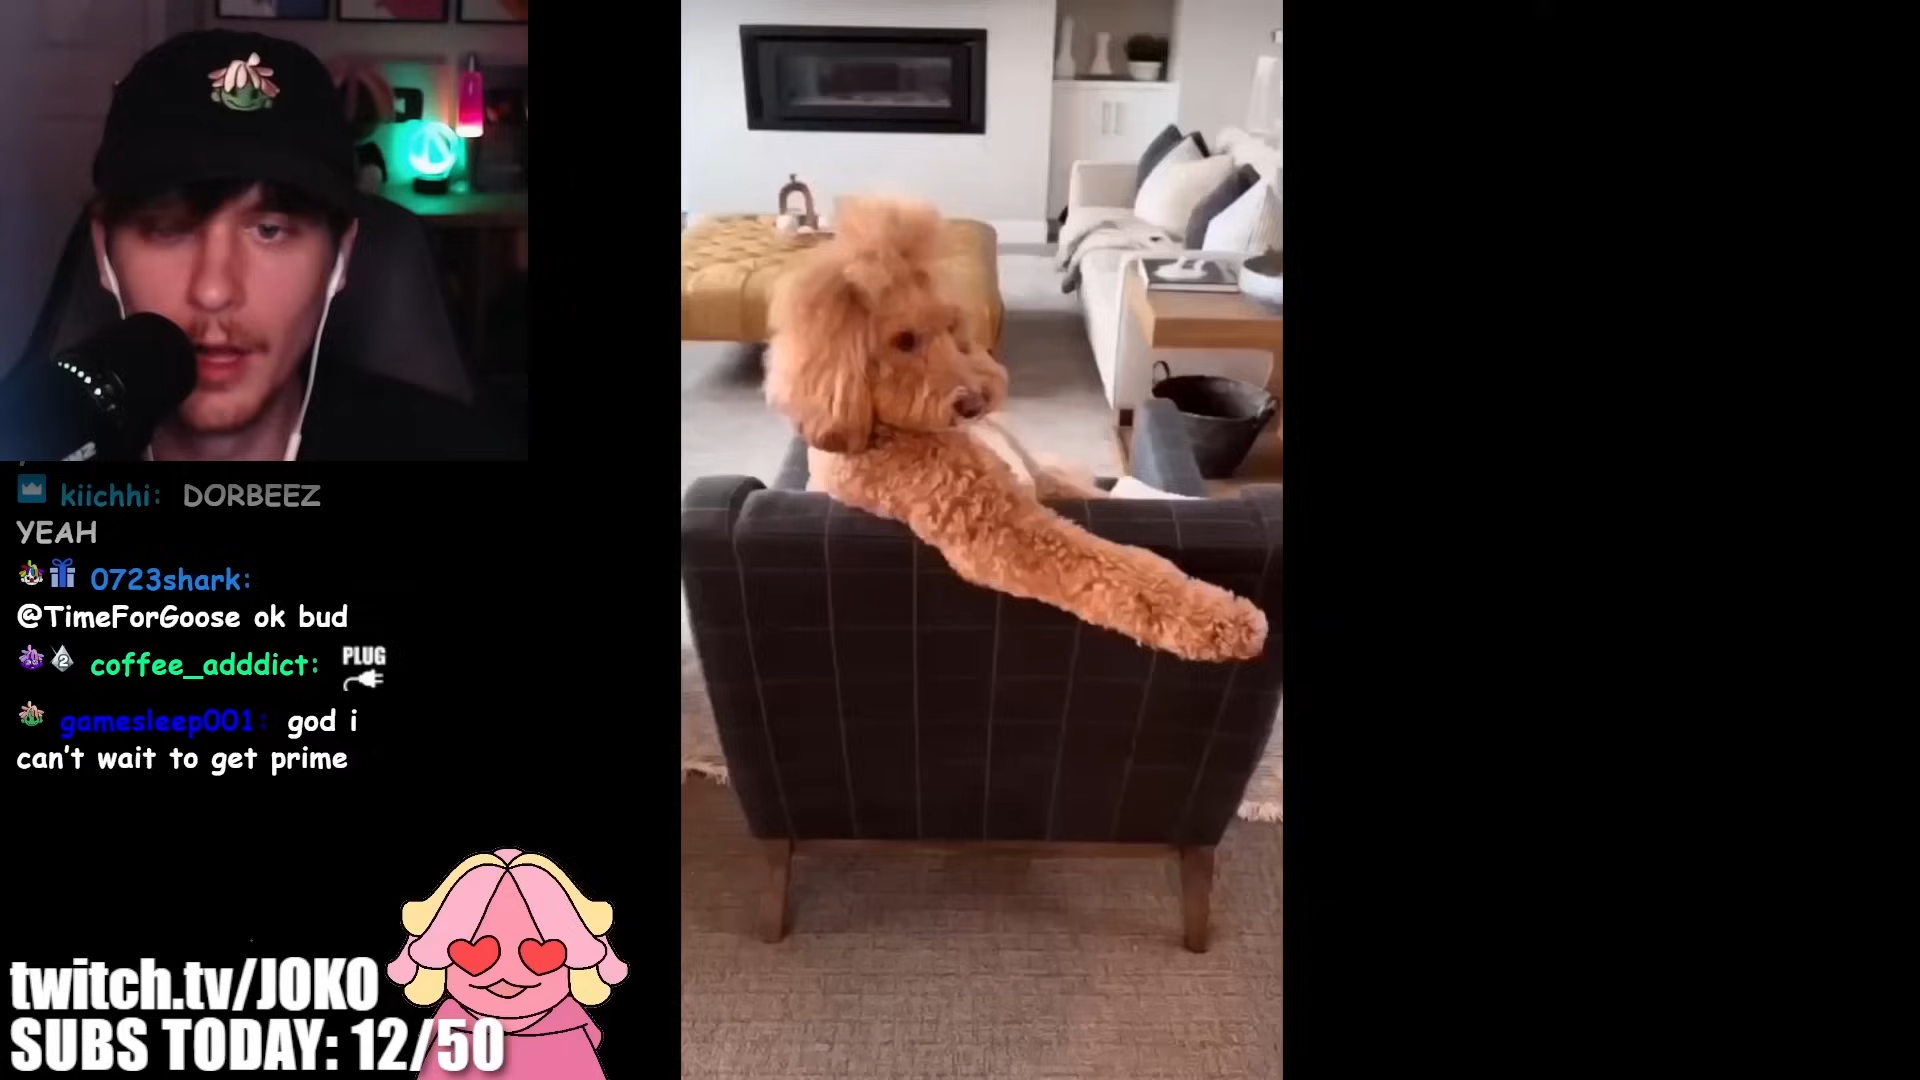 kiichhi: DORBEEZ
YEAH
0723shark:
@TimeForGoose ok bud
coffee_adddict: PLUG
gamesleep001: god i
can't wait to get prime
twitch.tv/JOKO
SUBS TODAY: 12/50